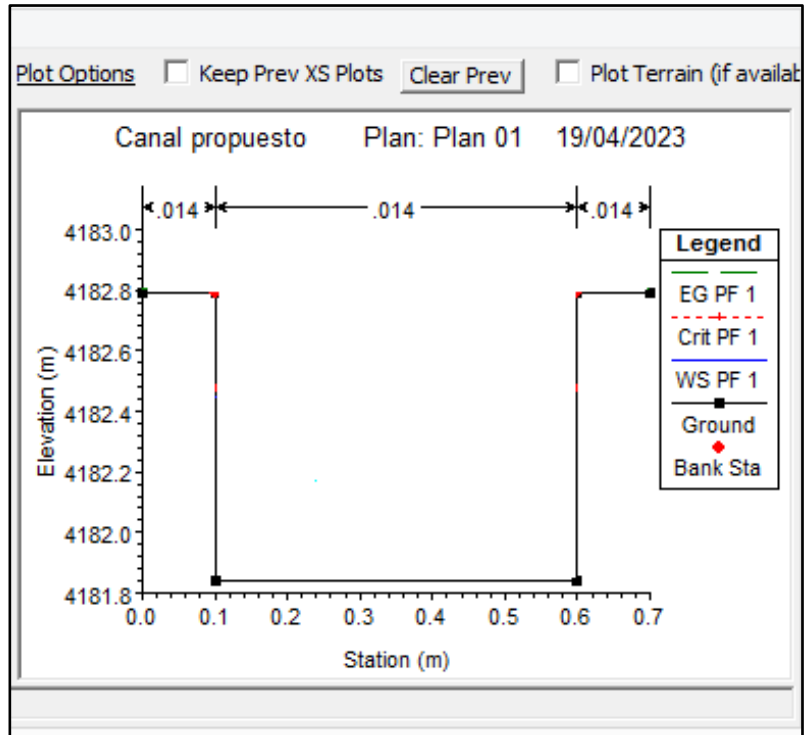 Plot Options Keep Prev XS Plots Clear Prev Plot Terrain (if availab
Canal propuesto Plan: Plan 01 19/04/2023
.014 .014 .014
4183.0
4182.8
4182.6
4182.4
4182.2
4182.0
4181.8
Elevation (m)
0.0 0.1 0.2 0.3 0.4 0.5 0.6 0.7
Station (m)
Legend
EG PF 1
Crit PF 1
WS PF 1
Ground
Bank Sta